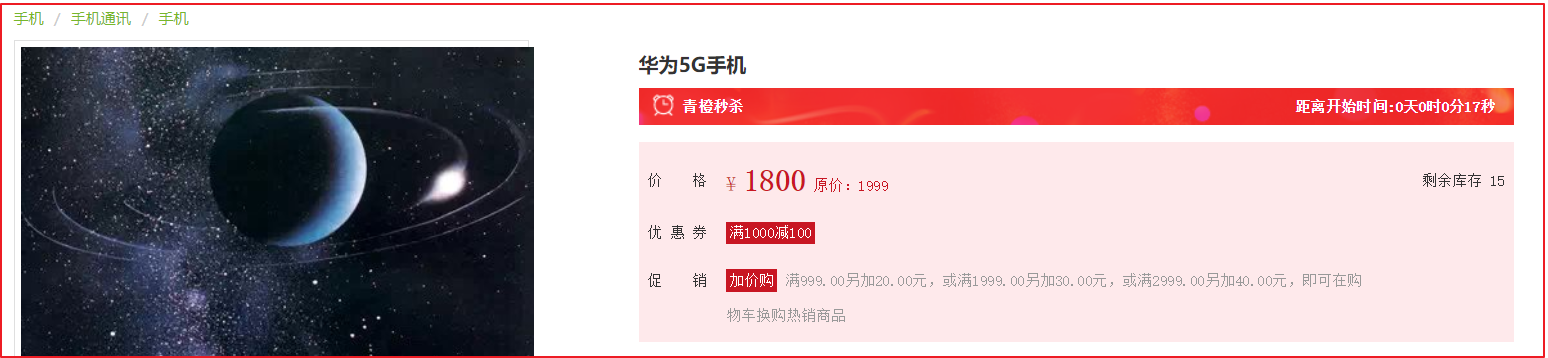 手机 / 手机通讯 / 手机
华为5G手机
青橙秒杀 距离开始时间:0天0时0分17秒
价 格 ¥ 1800 原价：1999 剩余库存 15
优 惠 券 满1000减100
促 销 加价购 满999.00另加20.00元，或满1999.00另加30.00元，或满2999.00另加40.00元，即可在购
物车换购热销商品